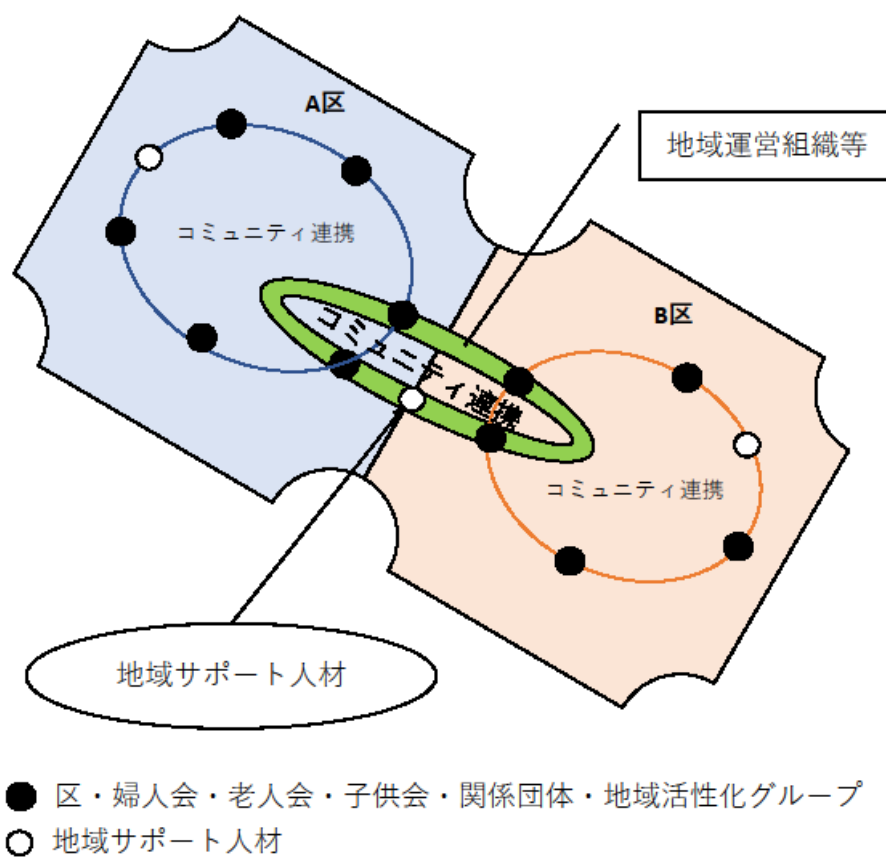 A区
地域運営組織等
コミュニティ連携
コミュニティ連携
B区
コミュニティ連携
地域サポート人材
区・婦人会・老人会・子供会・関係団体・地域活性化グループ
地域サポート人材